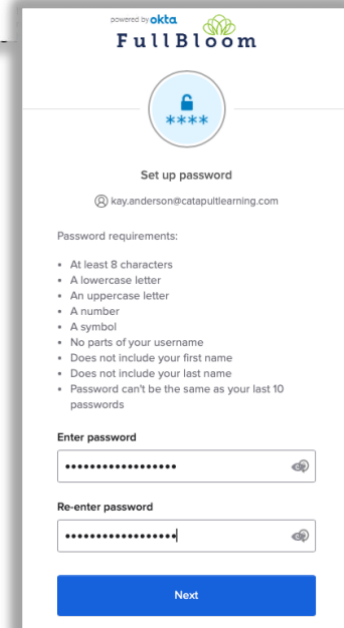 powered by okta
FullBloom
****
Set up password
kay.anderson@catapultlearning.com
Password requirements:
• At least 8 characters
• A lowercase letter
• An uppercase letter
• A number
• A symbol
• No parts of your username
• Does not include your first name
• Does not include your last name
• Password can't be the same as your last 10
passwords
Enter password
••••••••••••••••••
Re-enter password
••••••••••••••••••
Next